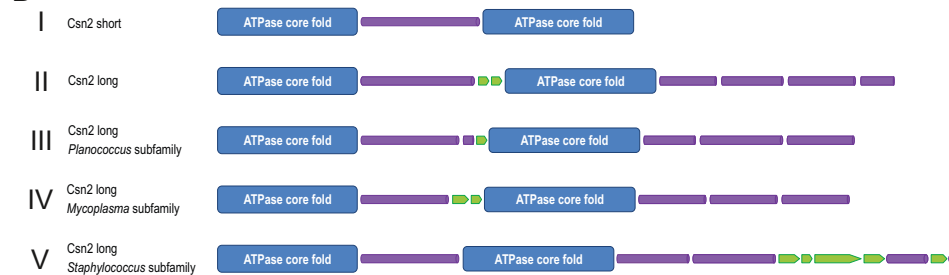 I Csn2 short ATPase core fold ATPase core fold
II Csn2 long ATPase core fold ATPase core fold
III Csn2 long
Planococcus subfamily ATPase core fold ATPase core fold
IV Csn2 long
Mycoplasma subfamily ATPase core fold ATPase core fold
V Csn2 long
Staphylococcus subfamily ATPase core fold ATPase core fold